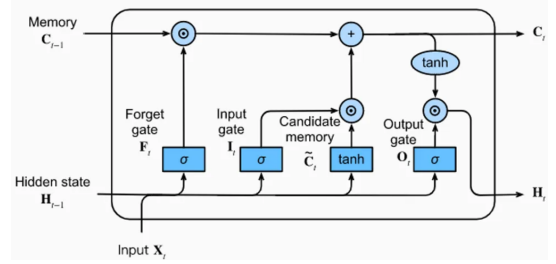 Memory
C_{t-1}
C_t
tanh
Forget
gate
F_t
Input
gate
I_t
Candidate
memory
C̃_t
Output
gate
O_t
σ
σ
tanh
σ
Hidden state
H_{t-1}
H_t
Input X_t